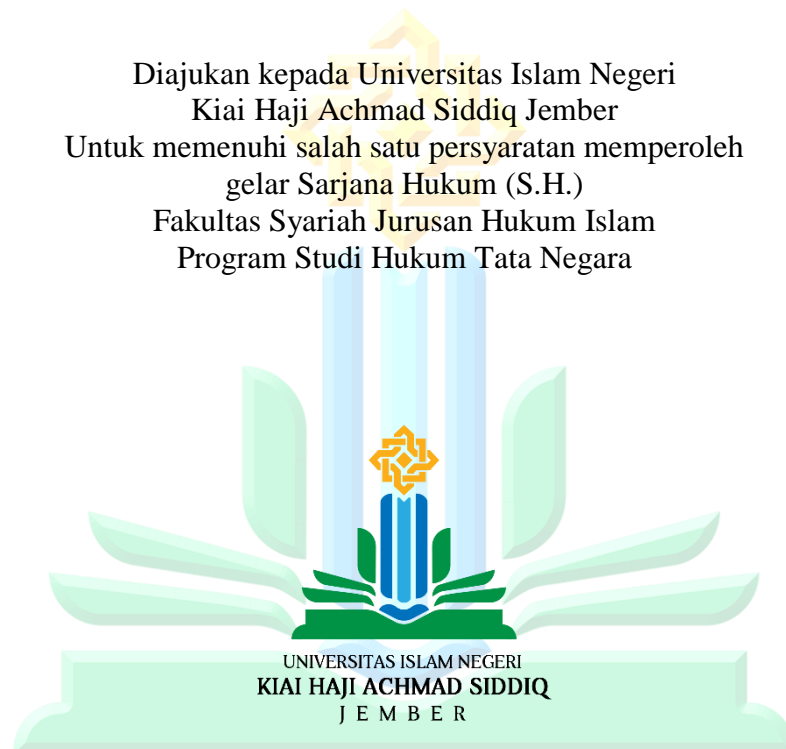 Diajukan kepada Universitas Islam Negeri
Kiai Haji Achmad Siddiq Jember
Untuk memenuhi salah satu persyaratan memperoleh
gelar Sarjana Hukum (S.H.)
Fakultas Syariah Jurusan Hukum Islam
Program Studi Hukum Tata Negara
UNIVERSITAS ISLAM NEGERI
KIAI HAJI ACHMAD SIDDIQ
JEMBER